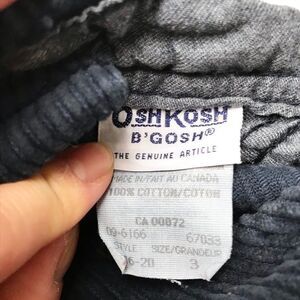 OSHKOSH
B'GOSH®
THE GENUINE ARTICLE
MADE IN/FAIT AU CANADA
100% COTTON/COTON
CA 00872
09-6166 67033
STYLE SIZE/GRANDEUR
6-20 3